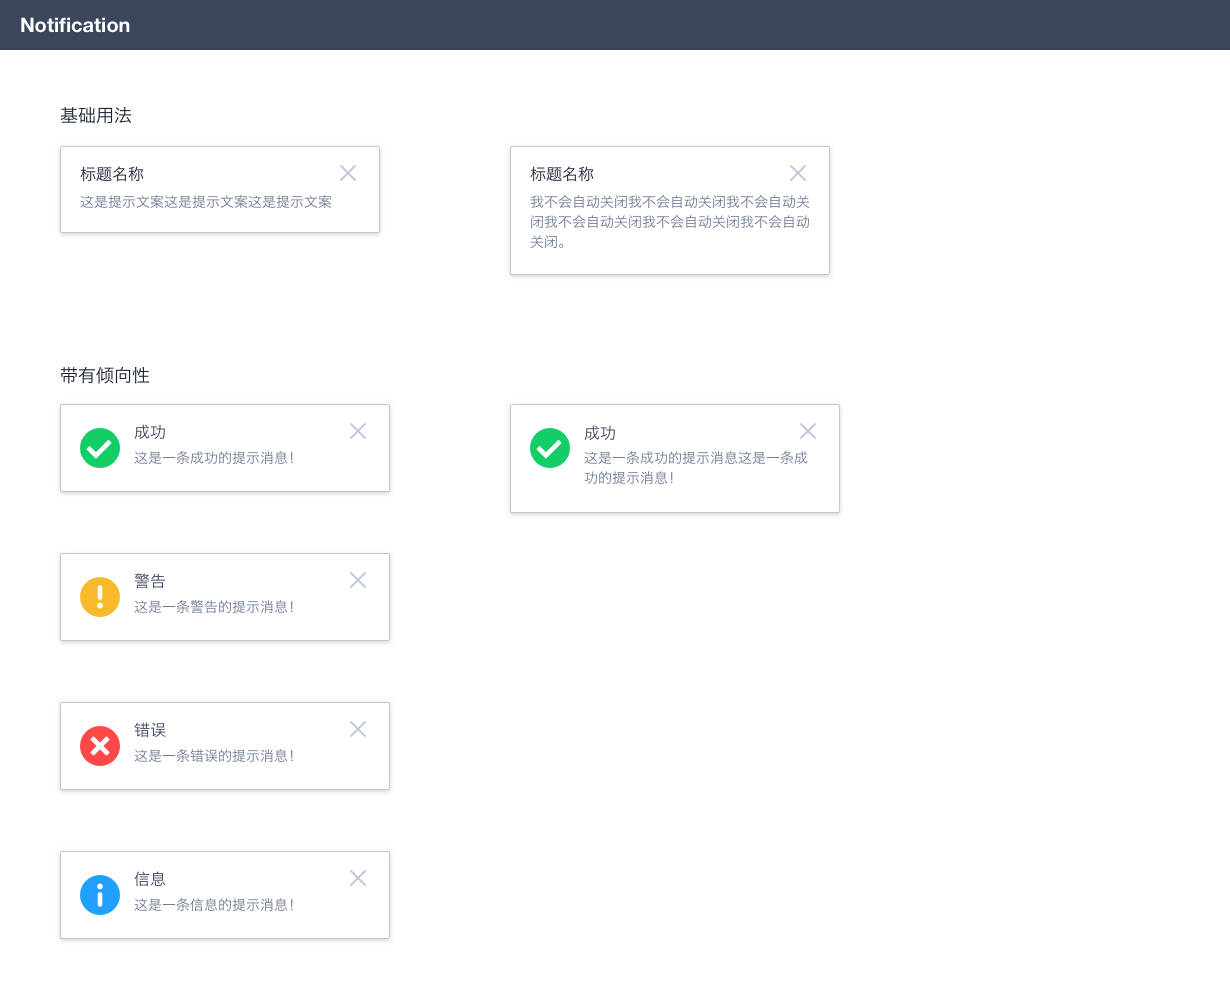 Notification
基础用法
标题名称
这是提示文案这是提示文案这是提示文案
标题名称
我不会自动关闭我不会自动关闭我不会自动关
闭我不会自动关闭我不会自动关闭我不会自动
关闭。
带有倾向性
成功
这是一条成功的提示消息！
成功
这是一条成功的提示消息这是一条成
功的提示消息！
警告
这是一条警告的提示消息！
错误
这是一条错误的提示消息！
信息
这是一条信息的提示消息！